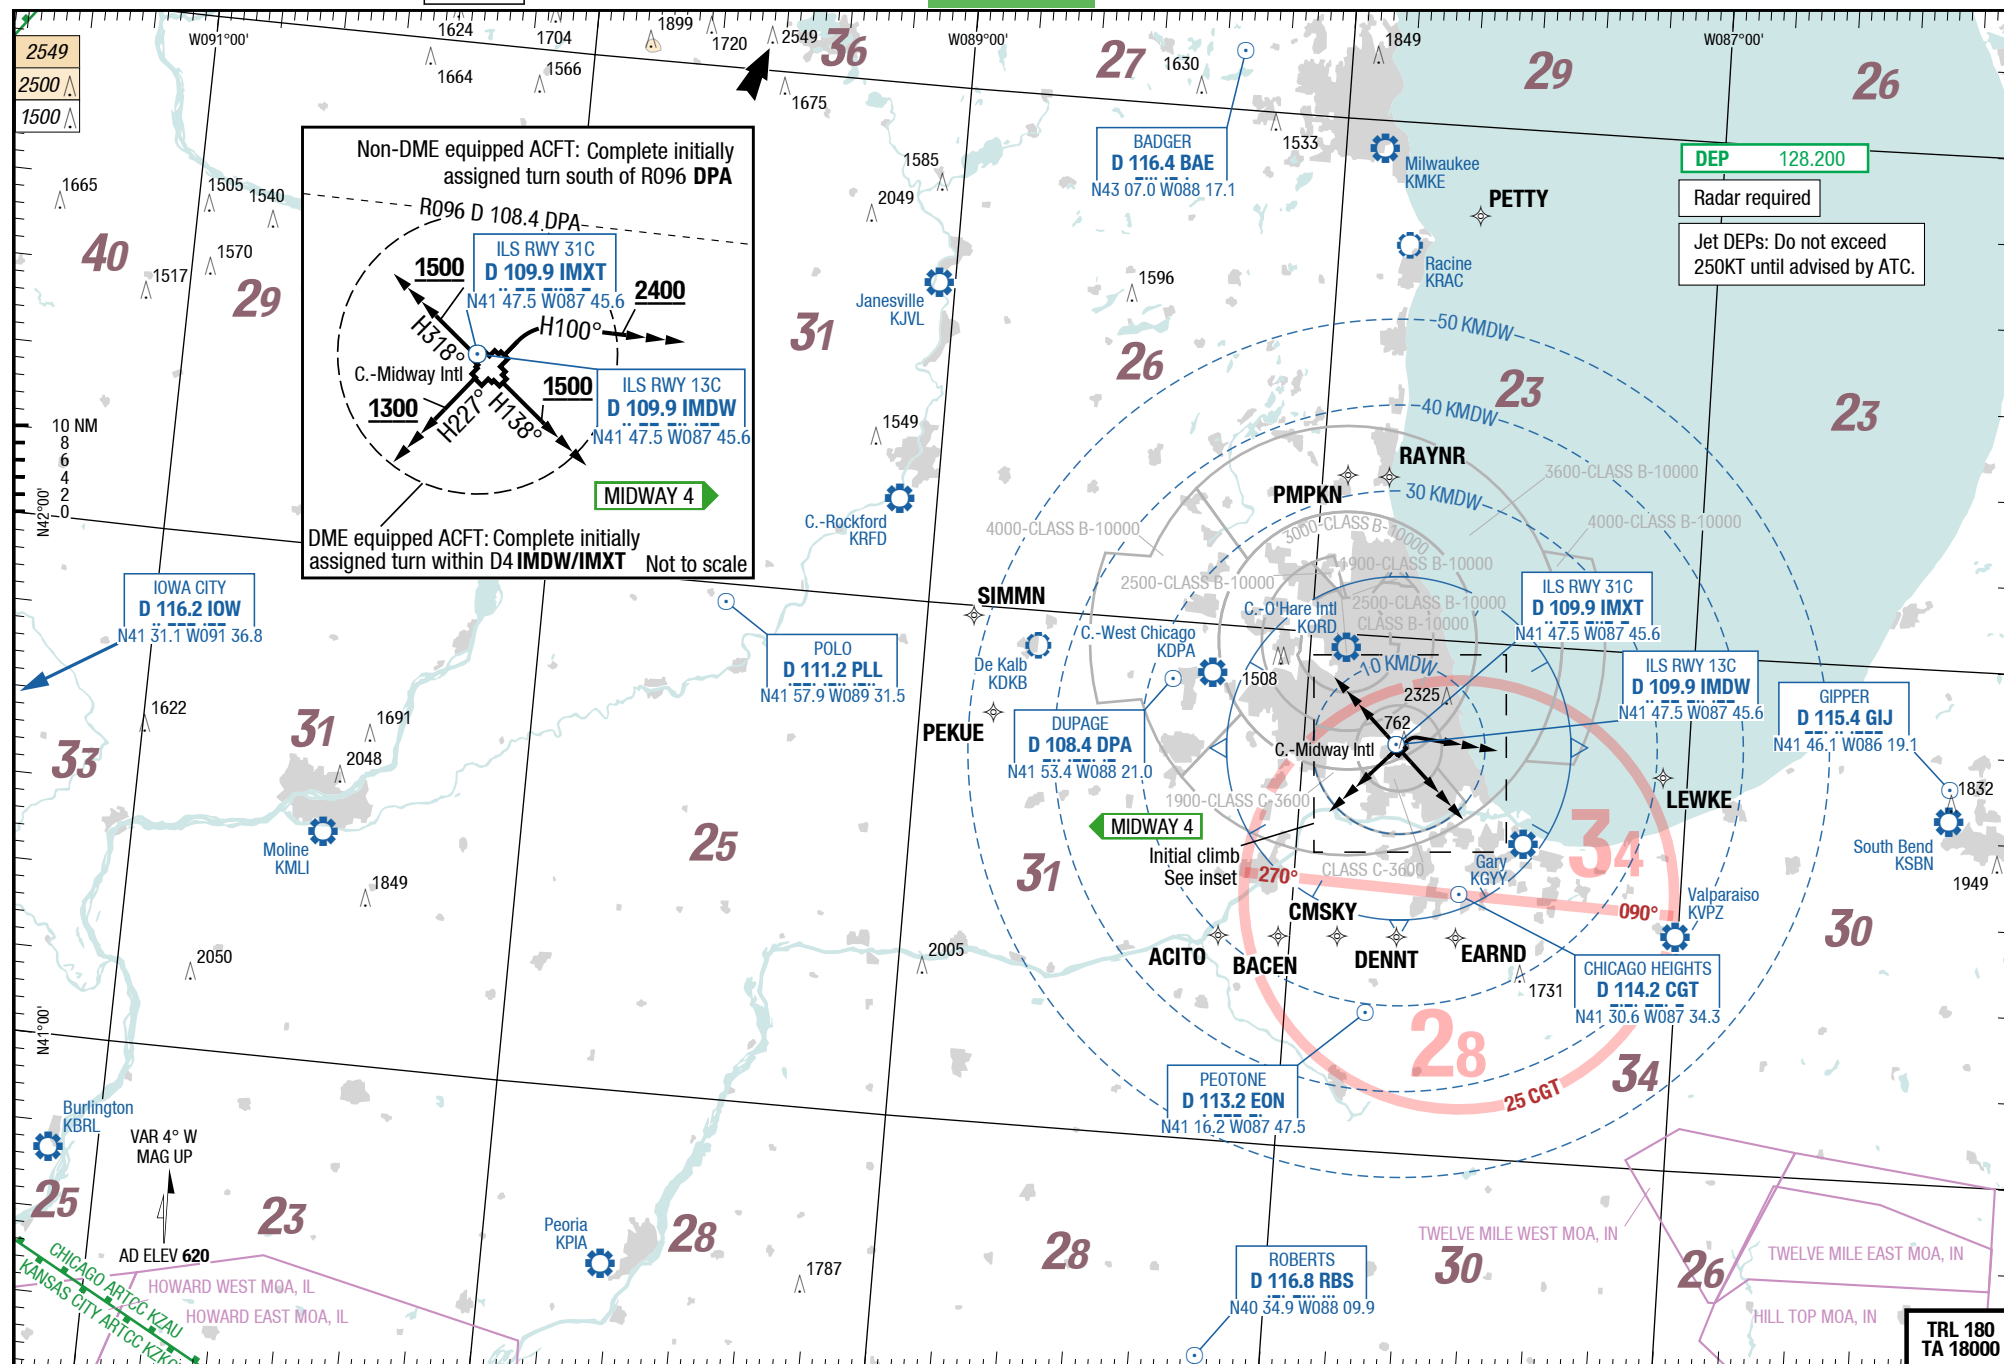 2549
2500
1500
W091°00'
1624
1704
1664
1566
1899
1720
2549
1675
36
W089°00'
27
1630
1849
29
W087°00'
26
Non-DME equipped ACFT: Complete initially
assigned turn south of R096 DPA
R096 D 108.4 DPA
ILS RWY 31C
D 109.9 IMXT
N41 47.5 W087 45.6
1500
2400
H100°
H318°
C.-Midway Intl
1300
H227°
H138°
1500
ILS RWY 13C
D 109.9 IMDW
N41 47.5 W087 45.6
MIDWAY 4
DME equipped ACFT: Complete initially
assigned turn within D4 IMDW/IMXT
Not to scale
1665
1505
1540
1570
1517
40
29
1585
2049
Janesville
KJVL
31
1549
C.-Rockford
KRFD
BADGER
D 116.4 BAE
N43 07.0 W088 17.1
1533
Milwaukee
KMKE
PETTY
Racine
KRAC
1596
26
DEP 128.200
Radar required
Jet DEPs: Do not exceed
250KT until advised by ATC.
50 KMDW
40 KMDW
30 KMDW
10 KMDW
23
23
10 NM
8
6
4
2
0
N42°00'
RAYNR
PMPKN
3600-CLASS B-10000
4000-CLASS B-10000
4000-CLASS B-10000
3000-CLASS B-10000
1900-CLASS B-10000
2500-CLASS B-10000
2500-CLASS B-10000
CLASS B-10000
C.-O'Hare Intl
KORD
IOWA CITY
D 116.2 IOW
N41 31.1 W091 36.8
POLO
D 111.2 PLL
N41 57.9 W089 31.5
SIMMN
De Kalb
KDKB
C.-West Chicago
KDPA
1508
PEKUE
DUPAGE
D 108.4 DPA
N41 53.4 W088 21.0
2325
762
C.-Midway Intl
ILS RWY 31C
D 109.9 IMXT
N41 47.5 W087 45.6
ILS RWY 13C
D 109.9 IMDW
N41 47.5 W087 45.6
GIPPER
D 115.4 GIJ
N41 46.1 W086 19.1
1832
South Bend
KSBN
1949
LEWKE
1622
33
31
1691
2048
Moline
KMLI
1849
25
31
1900-CLASS C-3600
MIDWAY 4
Initial climb
See inset
CLASS C-3600
270°
090°
34
Gary
KGYY
Valparaiso
KVPZ
30
2050
2005
ACITO
BACEN
CMSKY
DENNT
EARND
1731
CHICAGO HEIGHTS
D 114.2 CGT
N41 30.6 W087 34.3
28
25 CGT
34
PEOTONE
D 113.2 EON
N41 16.2 W087 47.5
N41°00'
Burlington
KBRL
VAR 4° W
MAG UP
25
23
AD ELEV 620
CHICAGO ARTCC KZAU
KANSAS CITY ARTCC KZKC
HOWARD WEST MOA, IL
HOWARD EAST MOA, IL
Peoria
KPIA
28
1787
28
ROBERTS
D 116.8 RBS
N40 34.9 W088 09.9
TWELVE MILE WEST MOA, IN
30
26
TWELVE MILE EAST MOA, IN
HILL TOP MOA, IN
TRL 180
TA 18000